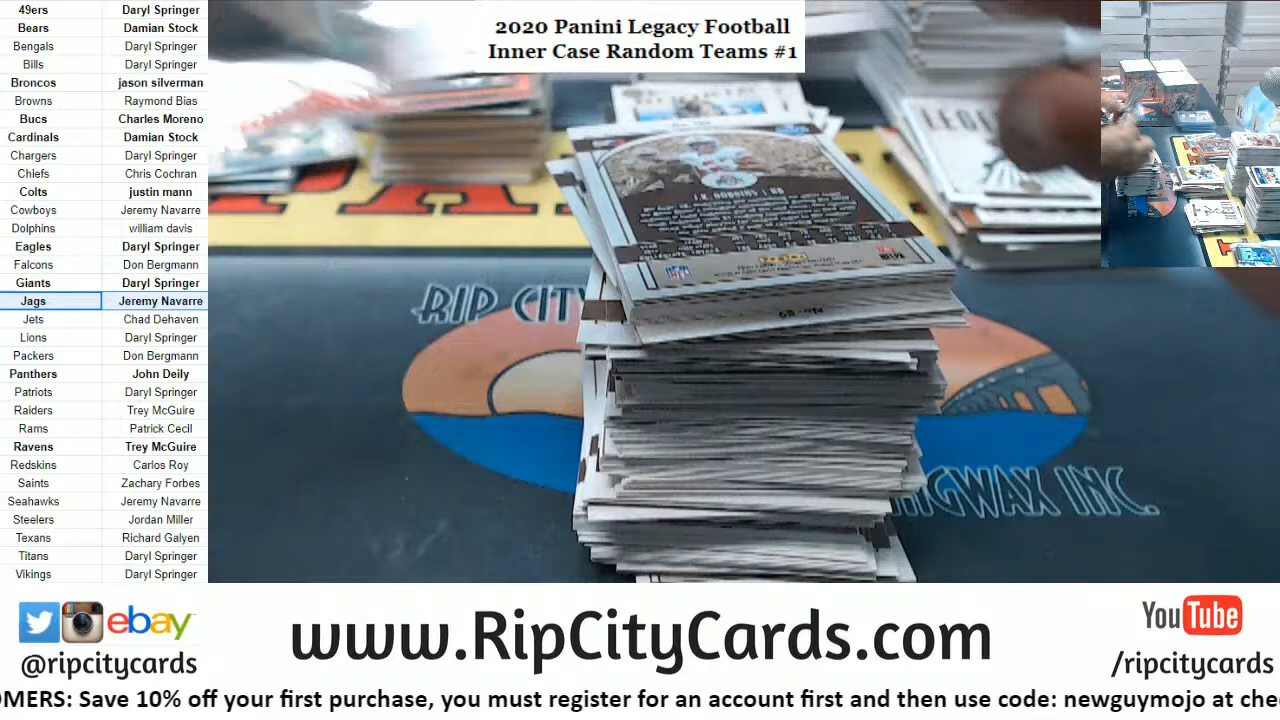 49ers Daryl Springer
Bears Damian Stock
Bengals Daryl Springer
Bills Daryl Springer
Broncos jason silverman
Browns Raymond Bias
Bucs Charles Moreno
Cardinals Damian Stock
Chargers Daryl Springer
Chiefs Chris Cochran
Colts justin mann
Cowboys Jeremy Navarre
Dolphins william davis
Eagles Daryl Springer
Falcons Don Bergmann
Giants Daryl Springer
Jags Jeremy Navarre
Jets Chad Dehaven
Lions Daryl Springer
Packers Don Bergmann
Panthers John Deily
Patriots Daryl Springer
Raiders Trey McGuire
Rams Patrick Cecil
Ravens Trey McGuire
Redskins Carlos Roy
Saints Zachary Forbes
Seahawks Jeremy Navarre
Steelers Jordan Miller
Texans Richard Galyen
Titans Daryl Springer
Vikings Daryl Springer
2020 Panini Legacy Football
Inner Case Random Teams #1
RIP CITY
INC.
ebay
@ripcitycards
www.RipCityCards.com
YouTube
/ripcitycards
OMERS: Save 10% off your first purchase, you must register for an account first and then use code: newguymojo at che